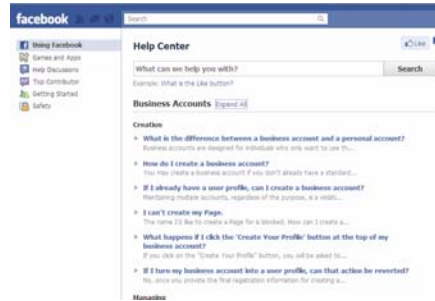 facebook
Search
Using Facebook
Games and Apps
Help Discussions
Top Contributor
Getting Started
Safety
Help Center
Like
What can we help you with?
Search
Example: What is the Like button?
Business Accounts Expand All
Creation
What is the difference between a business account and a personal account?
Business accounts are designed for individuals who only want to use th...
How do I create a business account?
You may create a business account if you don't already have a standard...
If I already have a user profile, can I create a business account?
Maintaining multiple accounts, regardless of the purpose, is a violati...
I can't create my Page.
The name I'd like to create a Page for is blocked. How can I create a...
What happens if I click the 'Create Your Profile' button at the top of my
business account?
If you click on the "Create Your Profile" button, you will be asked to...
If I turn my business account into a user profile, can that action be reverted?
No, once you provide the final registration information for creating a...
Managing